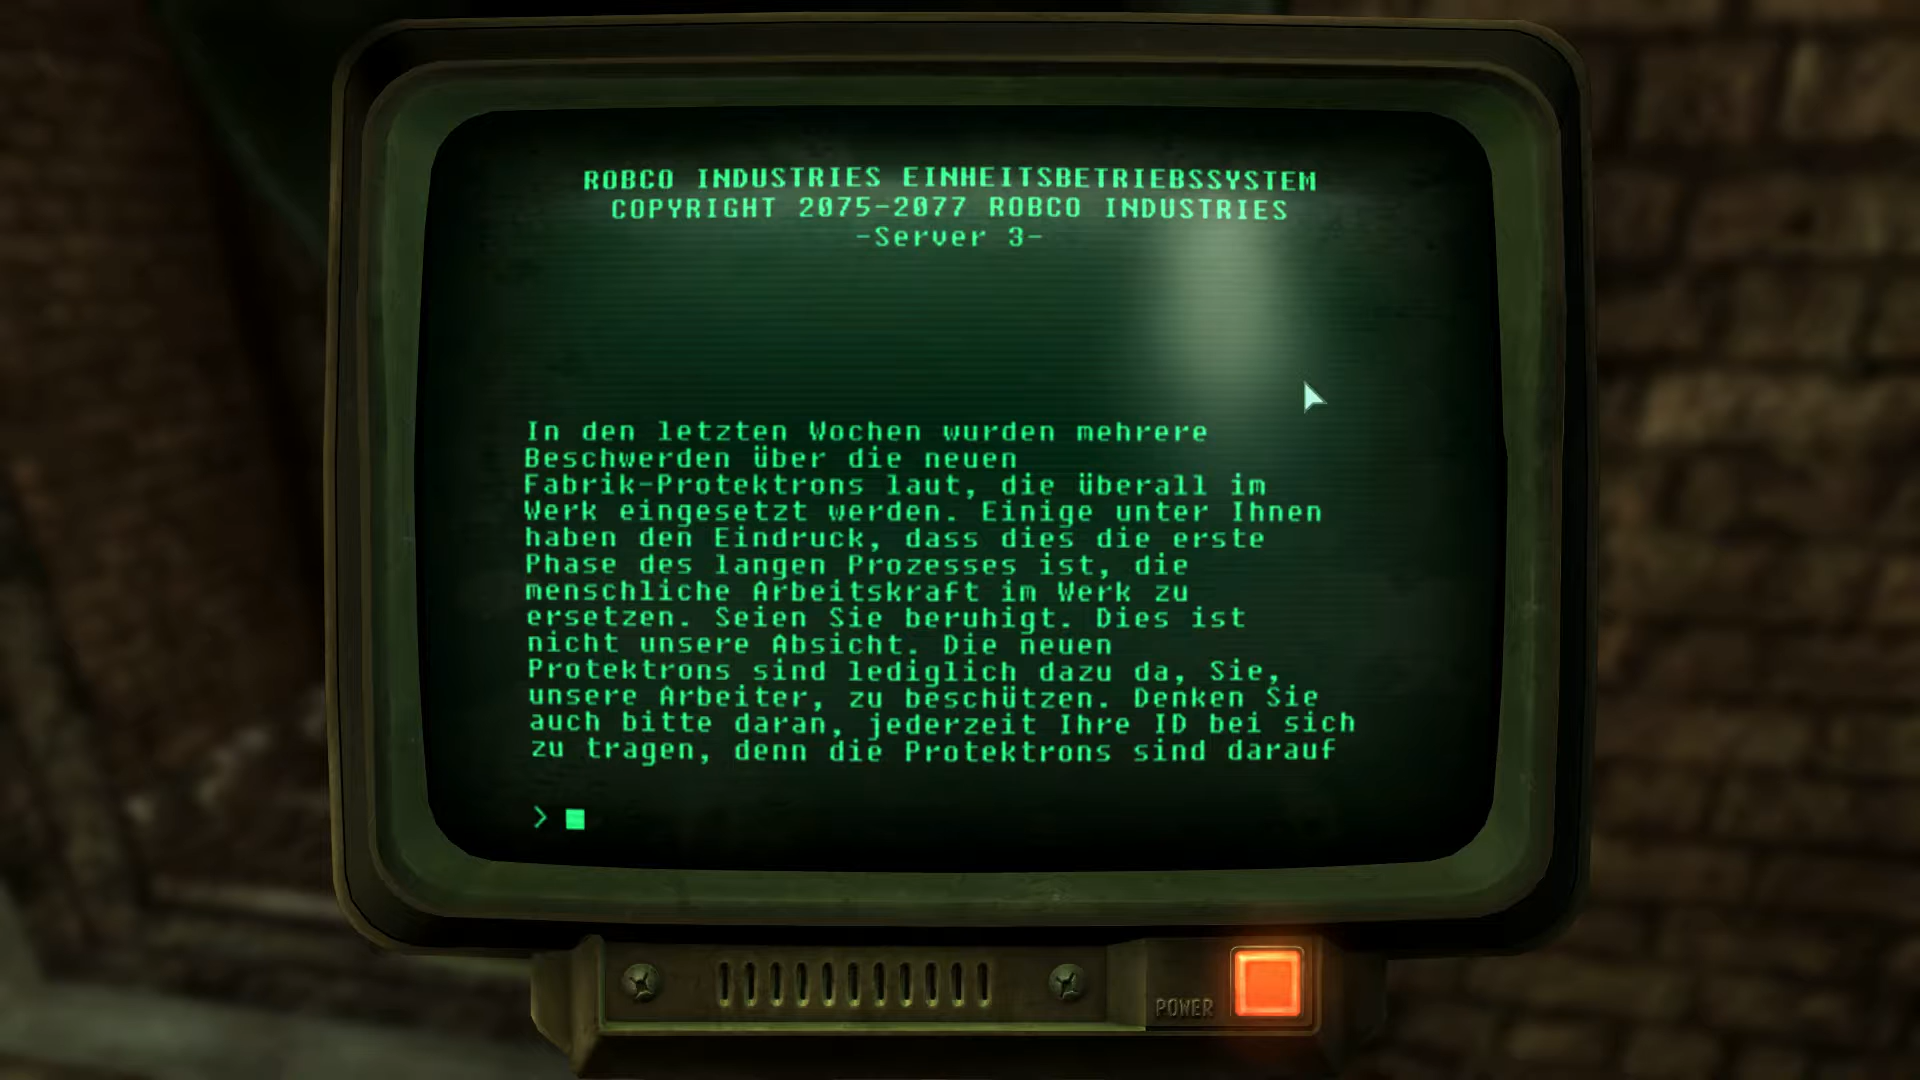 ROBCO INDUSTRIES EINHEITSBETRIEBSSYSTEM
COPYRIGHT 2075-2077 ROBCO INDUSTRIES
-Server 3-
In den letzten Wochen wurden mehrere
Beschwerden über die neuen
Fabrik-Protektrons laut, die überall im
Werk eingesetzt werden. Einige unter Ihnen
haben den Eindruck, dass dies die erste
Phase des langen Prozesses ist, die
menschliche Arbeitskraft im Werk zu
ersetzen. Seien Sie beruhigt. Dies ist
nicht unsere Absicht. Die neuen
Protektrons sind lediglich dazu da, Sie,
unsere Arbeiter, zu beschützen. Denken Sie
auch bitte daran, jederzeit Ihre ID bei sich
zu tragen, denn die Protektrons sind darauf
>
POWER